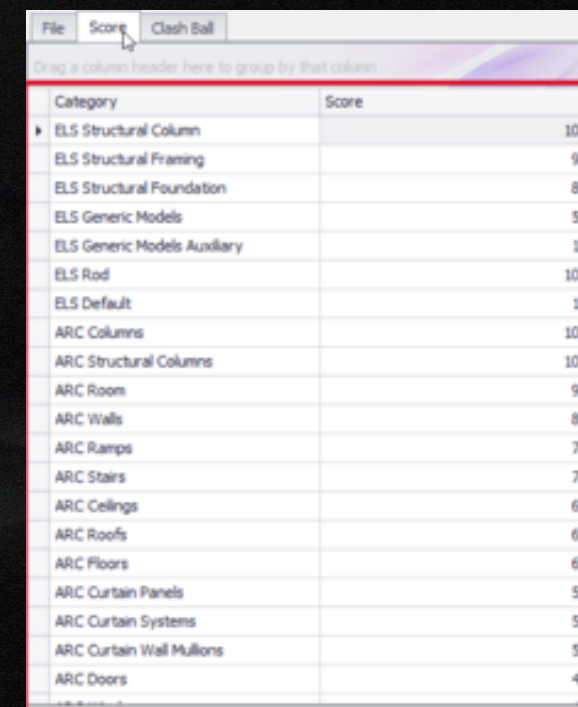 File Score Clash Ball
Drag a column header here to group by that column
Category Score
ELS Structural Column 10
ELS Structural Framing 9
ELS Structural Foundation 8
ELS Generic Models 5
ELS Generic Models Auxiliary 1
ELS Rod 10
ELS Default 1
ARC Columns 10
ARC Structural Columns 10
ARC Room 9
ARC Walls 8
ARC Ramps 7
ARC Stairs 7
ARC Ceilings 6
ARC Roofs 6
ARC Floors 6
ARC Curtain Panels 5
ARC Curtain Systems 5
ARC Curtain Wall Mullions 5
ARC Doors 4